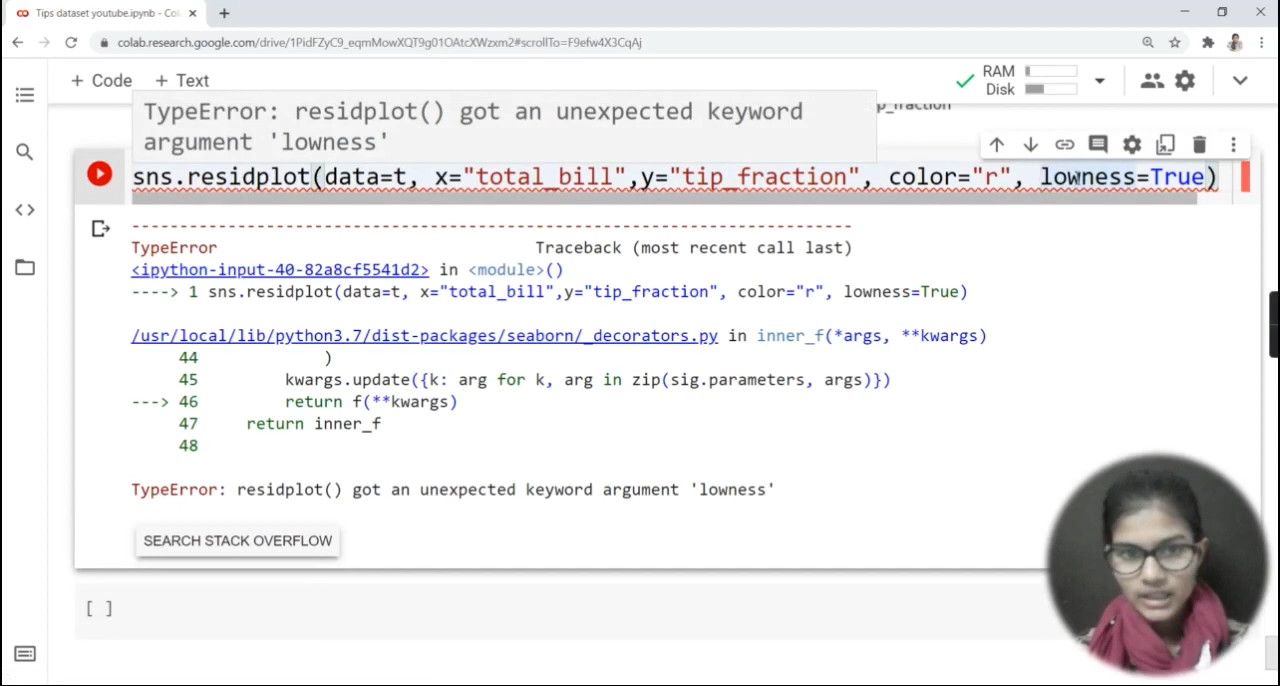 Tips dataset youtube.ipynb - Col
colab.research.google.com/drive/1PidFZyC9_eqmMowXQT9g01OAtcXWzxm2#scrollTo=F9efw4X3CqAj
+ Code + Text
RAM
Disk
p_fraction
TypeError: residplot() got an unexpected keyword
argument 'lowness'
sns.residplot(data=t, x="total_bill",y="tip_fraction", color="r", lowness=True)
---------------------------------------------------------------------------
TypeError Traceback (most recent call last)
<ipython-input-40-82a8cf5541d2> in <module>()
----> 1 sns.residplot(data=t, x="total_bill",y="tip_fraction", color="r", lowness=True)
/usr/local/lib/python3.7/dist-packages/seaborn/_decorators.py in inner_f(*args, **kwargs)
44 )
45 kwargs.update({k: arg for k, arg in zip(sig.parameters, args)})
---> 46 return f(**kwargs)
47 return inner_f
48
TypeError: residplot() got an unexpected keyword argument 'lowness'
SEARCH STACK OVERFLOW
[ ]